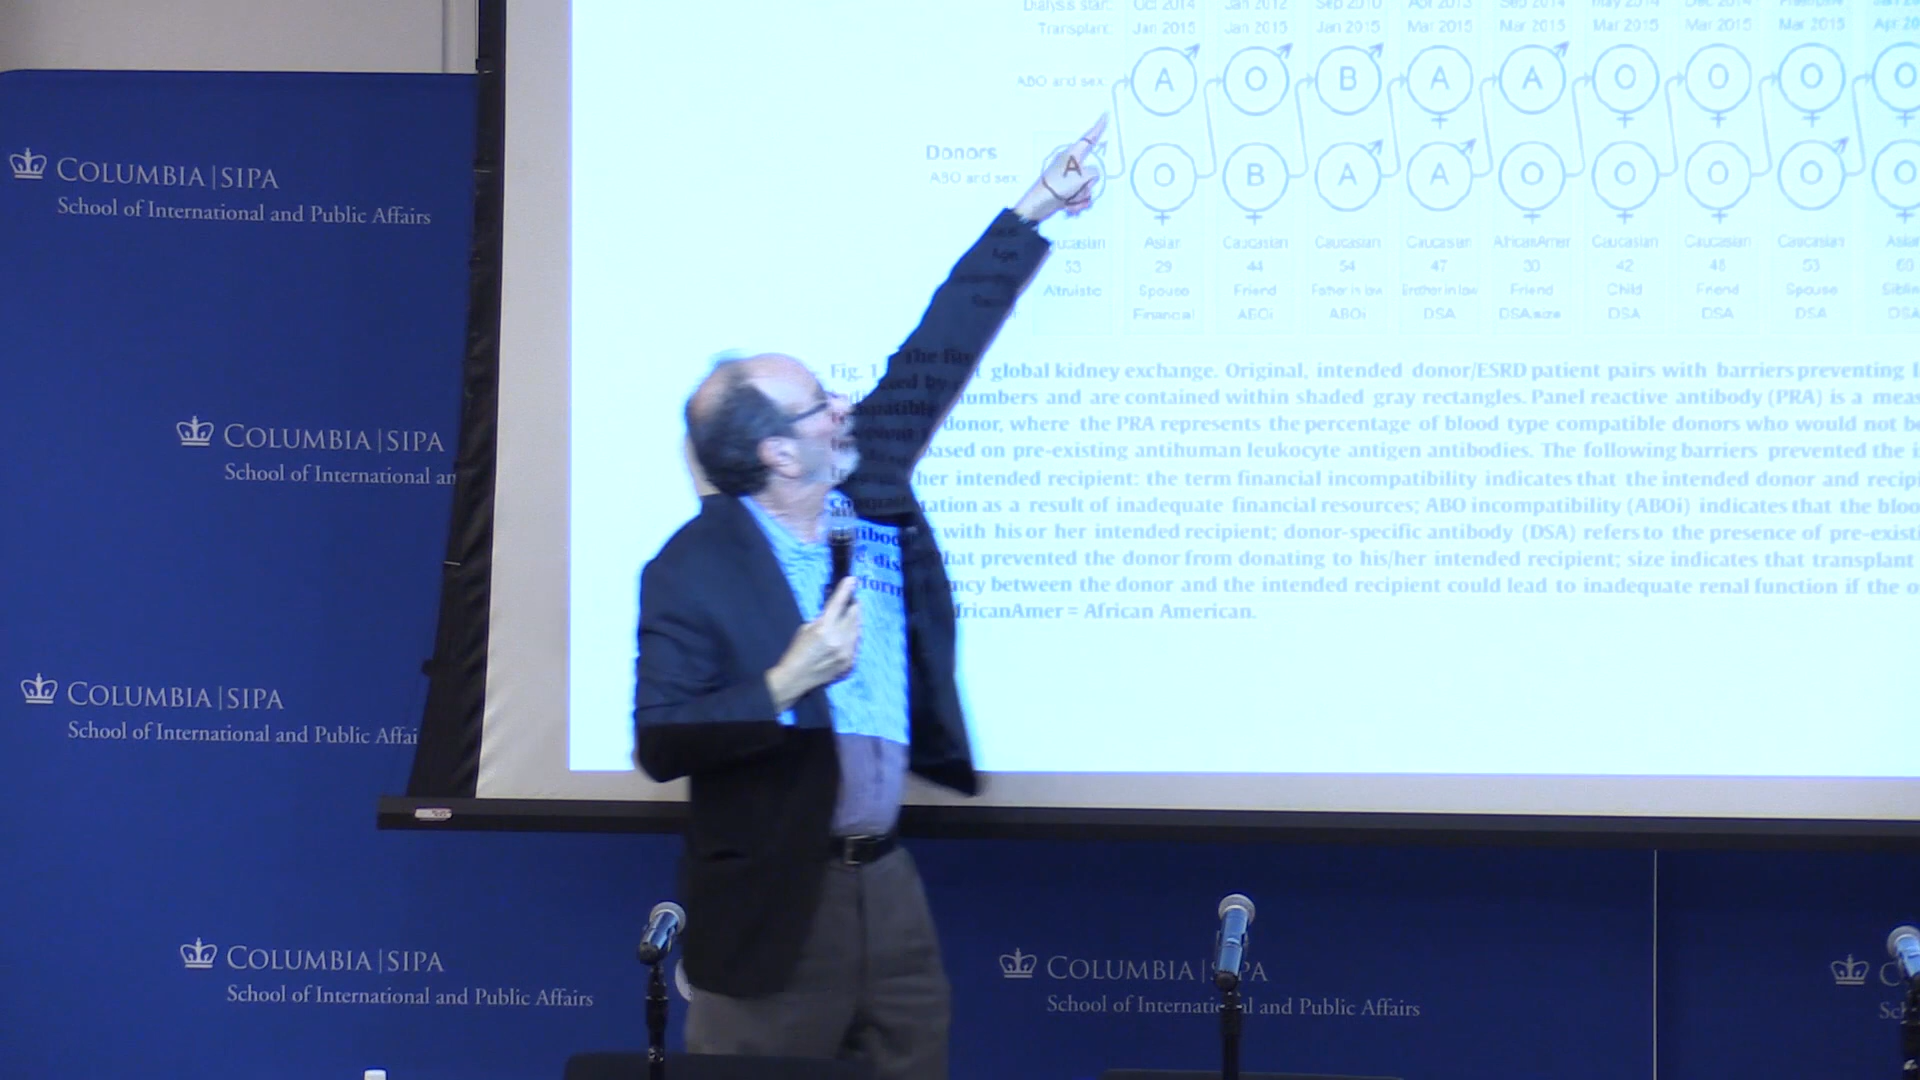 COLUMBIA | SIPA
School of International and Public Affairs
COLUMBIA | SIPA
School of International an
COLUMBIA | SIPA
School of International and Public Affai
COLUMBIA | SIPA
School of International and Public Affairs
COLUMBIA | SIPA
School of International and Public Affairs
C
Sc
Dialysis start Oct 2014 Jan 2012 Sep 2010 Apr 2013 Sep 2014 May 2014 Dec 2014
Transplant: Jan 2015 Jan 2015 Jan 2015 Mar 2015 Mar 2015 Mar 2015 Mar 2015 Mar 2015 Apr 20
ABO and sex A O B A A O O O O
Donors
ABO and sex A O B A A O O O O O
ucasian Asian Caucasian Caucasian Caucasian AfricanAmer Caucasian Caucasian Caucasian Asia
53 29 44 54 47 30 42 48 53 60
Altruistic Spouse Friend Father in law Brother in law Friend Child Friend Spouse Siblin
Financial ABOi ABOi DSA DSA,size DSA DSA DSA DSA
Fig. 1. The first global kidney exchange. Original, intended donor/ESRD patient pairs with barriers preventing
numbers and are contained within shaded gray rectangles. Panel reactive antibody (PRA) is a meas
donor, where the PRA represents the percentage of blood type compatible donors who would not be
based on pre-existing antihuman leukocyte antigen antibodies. The following barriers prevented the i
her intended recipient: the term financial incompatibility indicates that the intended donor and recipi
tation as a result of inadequate financial resources; ABO incompatibility (ABOi) indicates that the bloo
tibod with his or her intended recipient; donor-specific antibody (DSA) refers to the presence of pre-existi
e dis hat prevented the donor from donating to his/her intended recipient; size indicates that transplant
form ncy between the donor and the intended recipient could lead to inadequate renal function if the o
fricanAmer = African American.